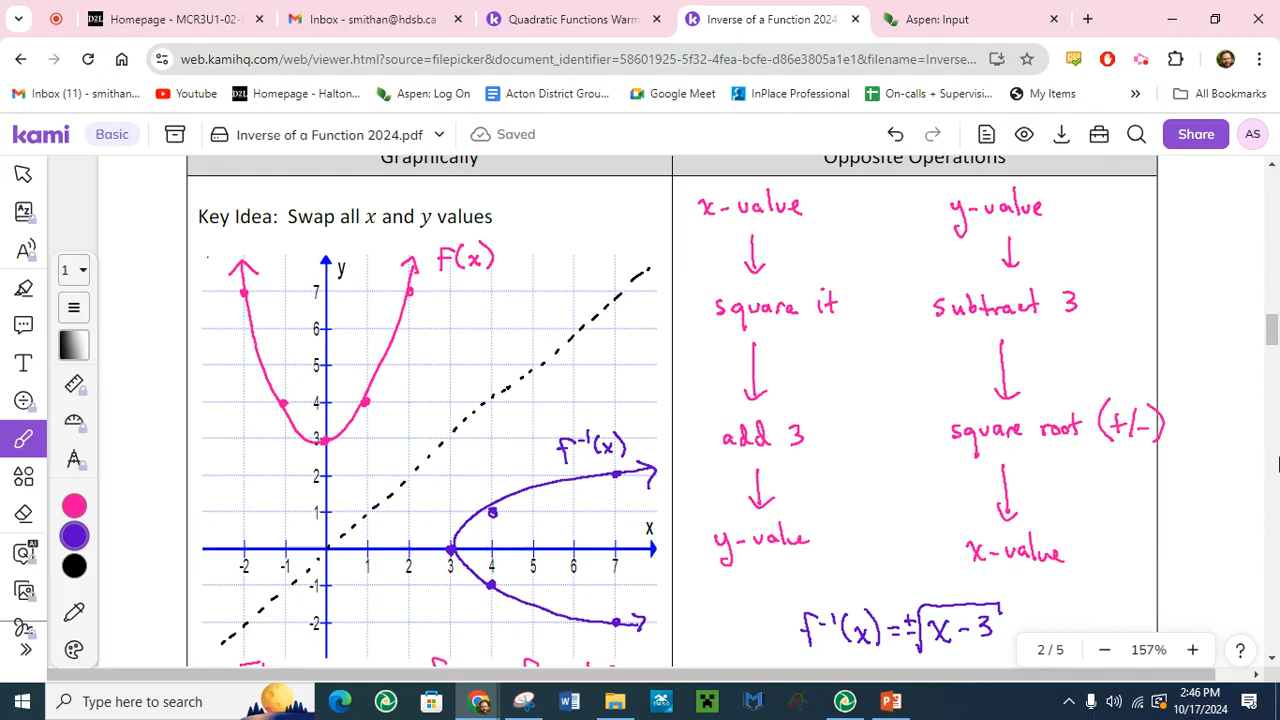 Homepage - MCR3U1-02-
Inbox - smithan@hdsb.ca
Quadratic Functions Warm
Inverse of a Function 2024.
Aspen: Input
web.kamihq.com/web/viewer.html?source=filepicker&document_identifier=58601925-5f32-4fea-bcfe-d86e3805a1e1&filename=Inverse...
Inbox (11) - smithan...
Youtube
Homepage - Halton...
Aspen: Log On
Acton District Grou...
Google Meet
InPlace Professional
On-calls + Supervisi...
My Items
All Bookmarks
kami
Basic
Inverse of a Function 2024.pdf
Saved
Share
AS
Graphically
Opposite Operations
Key Idea: Swap all x and y values
F(x)
y
7
6
5
4
3
2
1
-1
-2
-2 -1 1 2 3 4 5 6 7
x
f⁻¹(x)
x-value
square it
add 3
y-value
y-value
subtract 3
square root (+/-)
x-value
f⁻¹(x) = ±√x - 3
1
2 / 5
157%
Type here to search
2:46 PM
10/17/2024